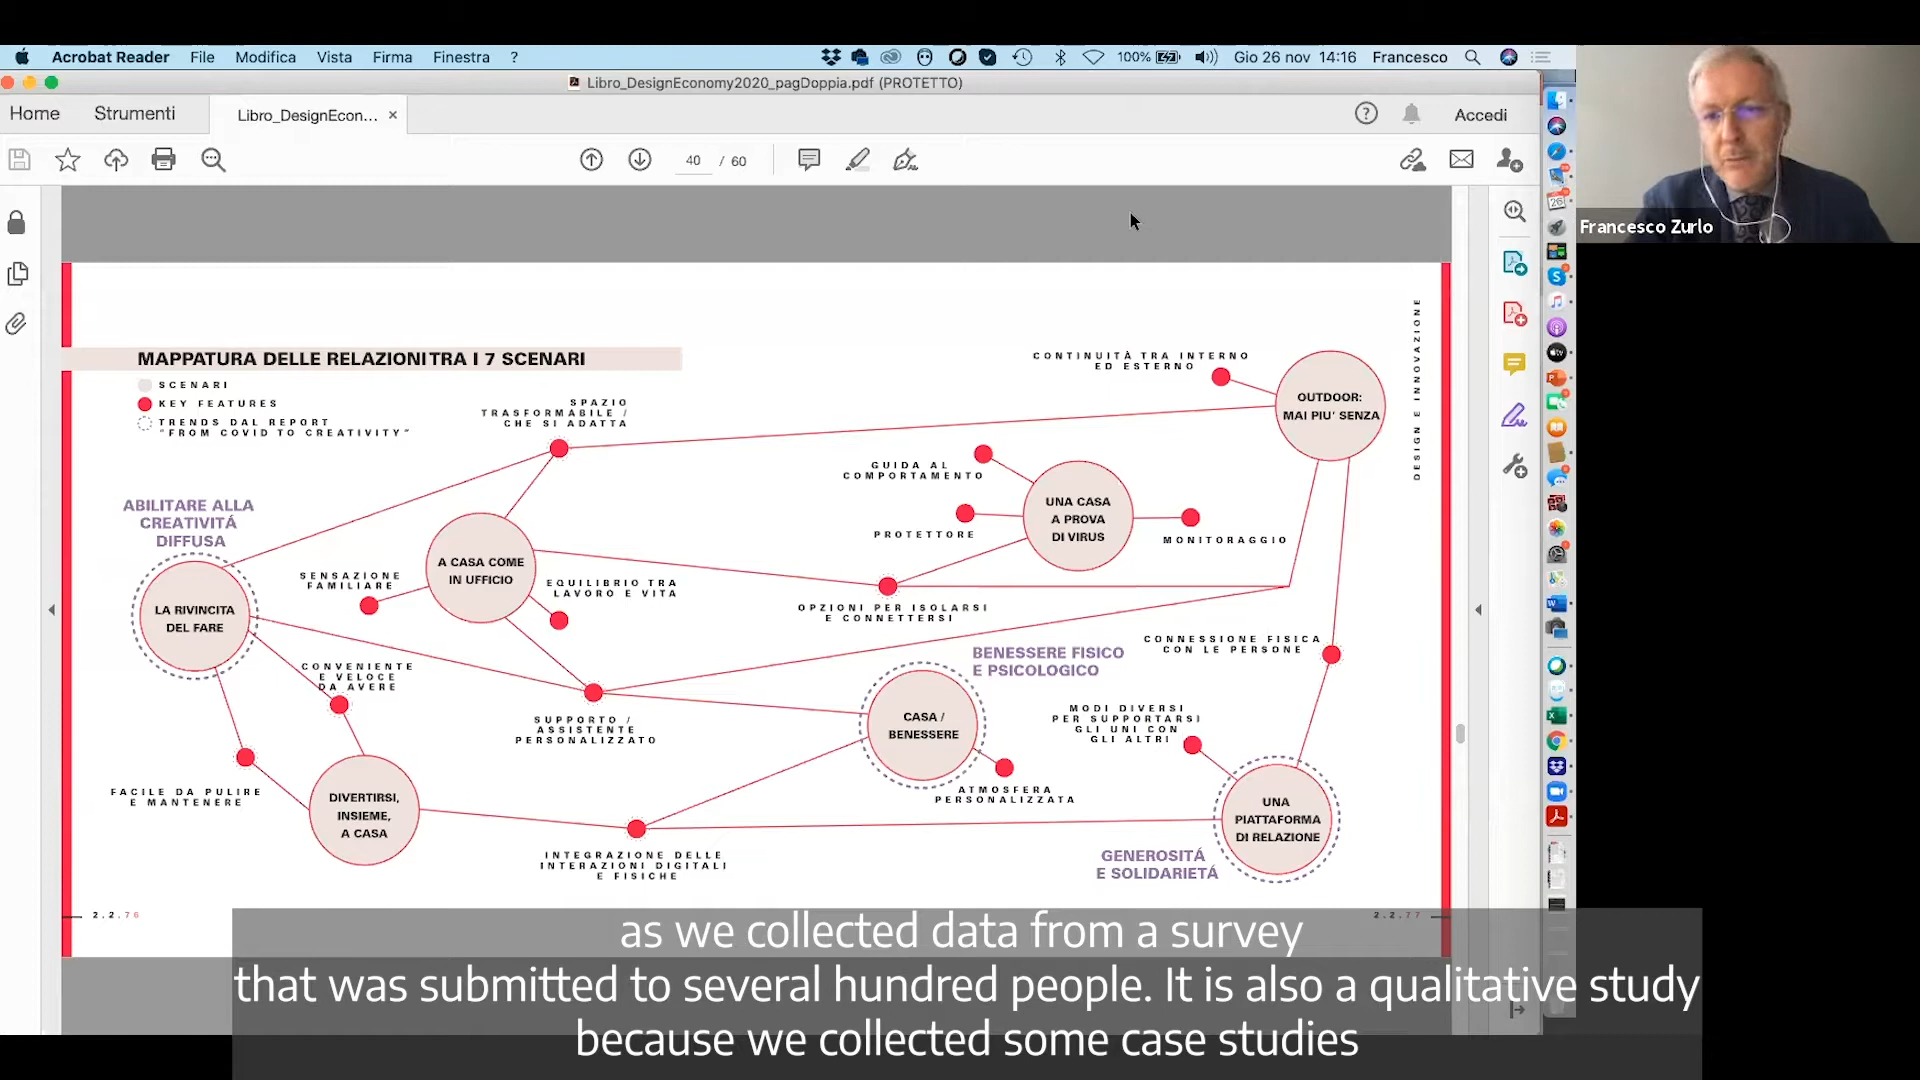 Acrobat Reader File Modifica Vista Firma Finestra ?
100% Gio 26 nov 14:16 Francesco
Libro_DesignEconomy2020_pagDoppia.pdf (PROTETTO)
Home Strumenti Libro_DesignEcon... × Accedi
40 / 60
Francesco Zurlo
MAPPATURA DELLE RELAZIONI TRA I 7 SCENARI
SCENARI
KEY FEATURES
TRENDS DAL REPORT
"FROM COVID TO CREATIVITY"
SPAZIO
TRASFORMABILE /
CHE SI ADATTA
CONTINUITÀ TRA INTERNO
ED ESTERNO
OUTDOOR:
MAI PIU' SENZA
DESIGN E INNOVAZIONE
GUIDA AL
COMPORTAMENTO
UNA CASA
A PROVA
DI VIRUS
PROTETTORE
MONITORAGGIO
ABILITARE ALLA
CREATIVITÁ
DIFFUSA
LA RIVINCITA
DEL FARE
A CASA COME
IN UFFICIO
SENSAZIONE
FAMILIARE
EQUILIBRIO TRA
LAVORO E VITA
OPZIONI PER ISOLARSI
E CONNETTERSI
CONNESSIONE FISICA
CON LE PERSONE
BENESSERE FISICO
E PSICOLOGICO
CONVENIENTE
E VELOCE
DA AVERE
SUPPORTO /
ASSISTENTE
PERSONALIZZATO
CASA /
BENESSERE
MODI DIVERSI
PER SUPPORTARSI
GLI UNI CON
GLI ALTRI
FACILE DA PULIRE
E MANTENERE
DIVERTIRSI,
INSIEME,
A CASA
ATMOSFERA
PERSONALIZZATA
UNA
PIATTAFORMA
DI RELAZIONE
INTEGRAZIONE DELLE
INTERAZIONI DIGITALI
E FISICHE
GENEROSITÁ
E SOLIDARIETÁ
2.2.76
2.2.77
as we collected data from a survey
that was submitted to several hundred people. It is also a qualitative study
because we collected some case studies